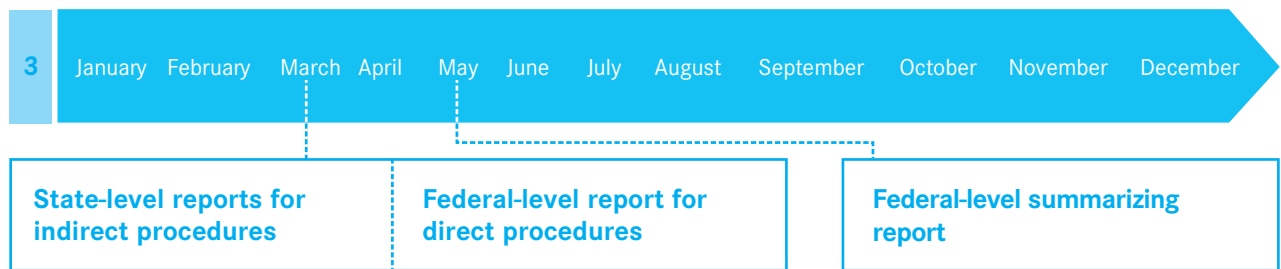 3
January February March April May June July August September October November December
State-level reports for
indirect procedures
Federal-level report for
direct procedures
Federal-level summarizing
report